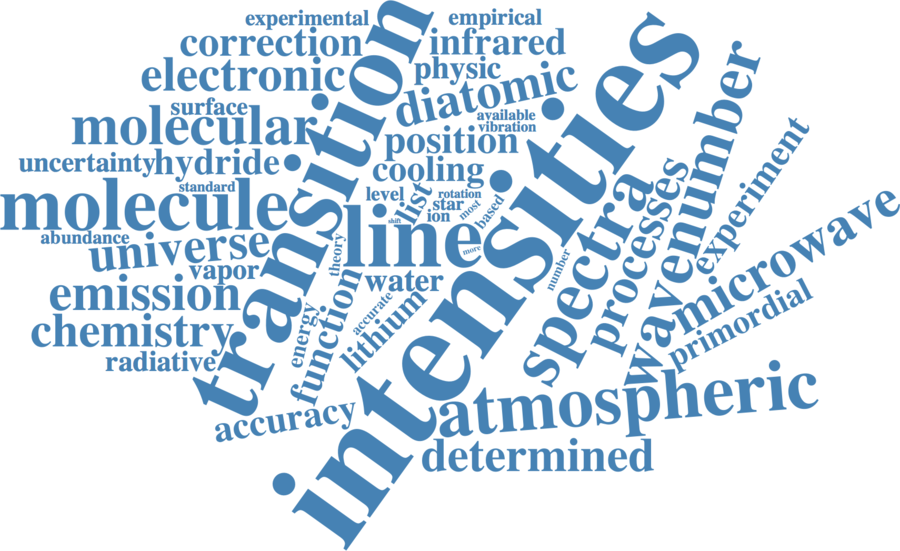 experimental
empirical
correction
infrared
electronic
physic
transition
diatomic
intensities
surface
available
molecular
vibration
position
wavenumber
uncertainty
hydride
cooling
experiment
standard
level
rotation
molecule
list
star
most
spectra
processes
ion
shift
based
abundance
line
universe
theory
more
microwave
vapor
water
number
emission
function
accurate
lithium
primordial
chemistry
energy
radiative
atmospheric
accuracy
determined